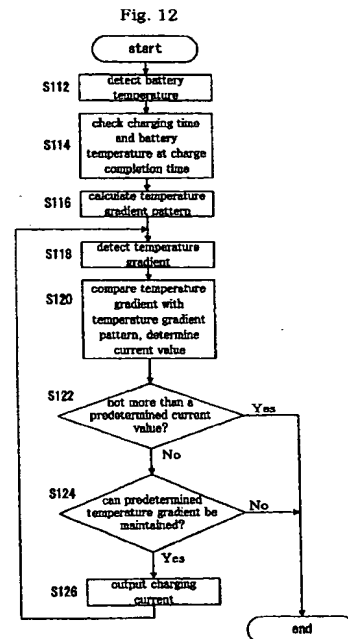 Fig. 12
start
S112
detect battery
temperature
S114
check charging time
and battery
temperature at charge
completion time
S116
calculate temperature
gradient pattern
S118
detect temperature
gradient
S120
compare temperature
gradient with
temperature gradient
pattern, determine
current value
S122
not more than a
predetermined current
value?
Yes
No
S124
can predetermined
temperature gradient be
maintained?
No
Yes
S126
output charging
current
end